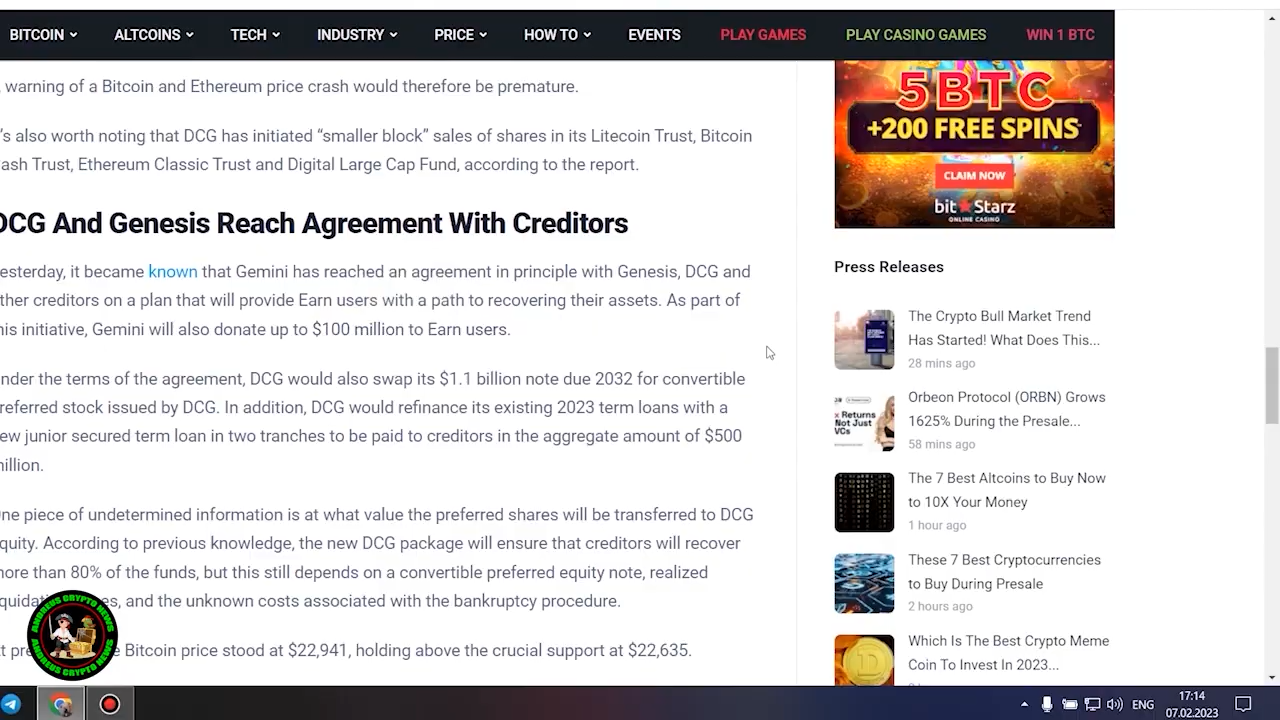 BITCOIN ALTCOINS TECH INDUSTRY PRICE HOW TO EVENTS PLAY GAMES PLAY CASINO GAMES WIN 1 BTC
warning of a Bitcoin and Ethereum price crash would therefore be premature.
's also worth noting that DCG has initiated “smaller block” sales of shares in its Litecoin Trust, Bitcoin
ash Trust, Ethereum Classic Trust and Digital Large Cap Fund, according to the report.
DCG And Genesis Reach Agreement With Creditors
esterday, it became known that Gemini has reached an agreement in principle with Genesis, DCG and
ther creditors on a plan that will provide Earn users with a path to recovering their assets. As part of
his initiative, Gemini will also donate up to $100 million to Earn users.
nder the terms of the agreement, DCG would also swap its $1.1 billion note due 2032 for convertible
referred stock issued by DCG. In addition, DCG would refinance its existing 2023 term loans with a
ew junior secured term loan in two tranches to be paid to creditors in the aggregate amount of $500
illion.
ne piece of undetermined information is at what value the preferred shares will be transferred to DCG
quity. According to previous knowledge, the new DCG package will ensure that creditors will recover
ore than 80% of the funds, but this still depends on a convertible preferred equity note, realized
and the unknown costs associated with the bankruptcy procedure.
Bitcoin price stood at $22,941, holding above the crucial support at $22,635.
5BTC
+200 FREE SPINS
CLAIM NOW
bitStarz
ONLINE CASINO
Press Releases
The Crypto Bull Market Trend
Has Started! What Does This...
28 mins ago
Returns
Not Just
VCs
Orbeon Protocol (ORBN) Grows
1625% During the Presale...
58 mins ago
The 7 Best Altcoins to Buy Now
to 10X Your Money
1 hour ago
These 7 Best Cryptocurrencies
to Buy During Presale
2 hours ago
Which Is The Best Crypto Meme
Coin To Invest In 2023...
ANDREUS CRYPTO NEWS
ANDREUS CRYPTO NEWS
ENG
17:14
07.02.2023